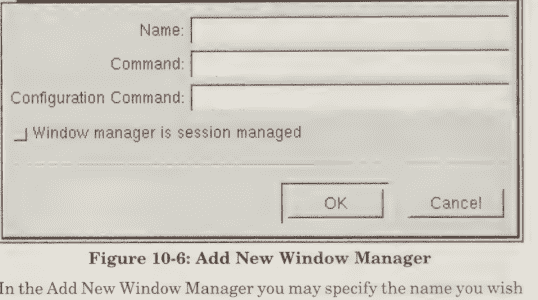 Name:
Command:
Configuration Command:
Window manager is session managed
OK
Cancel
Figure 10-6: Add New Window Manager
In the Add New Window Manager you may specify the name you wish